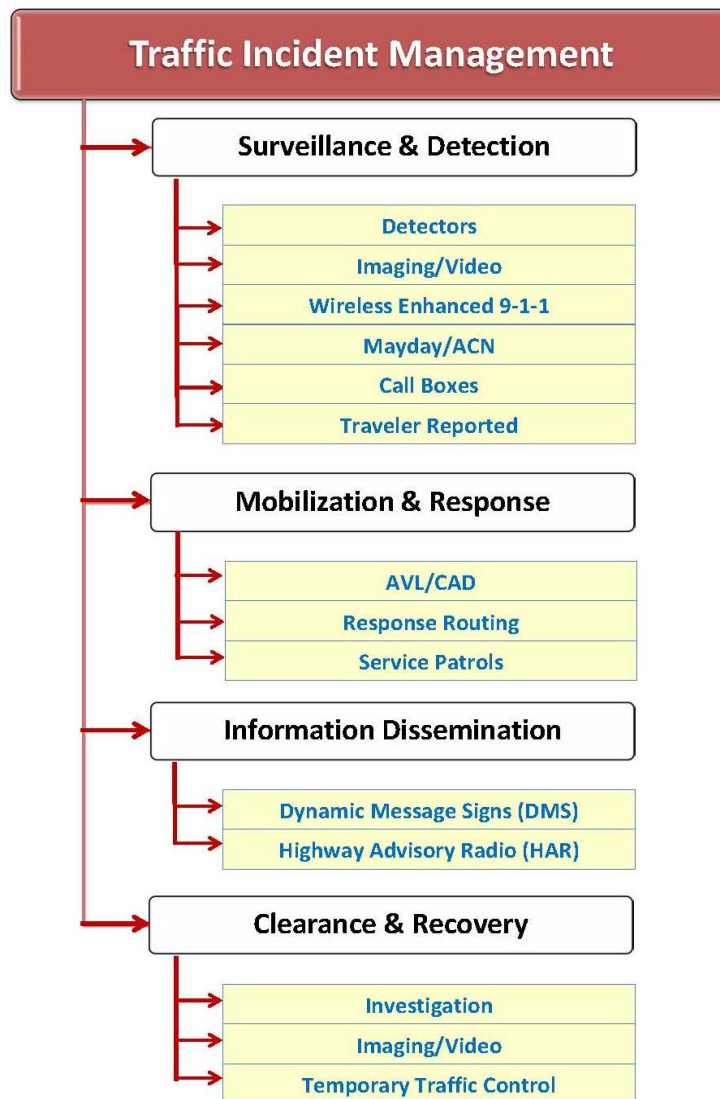 Traffic Incident Management
Surveillance & Detection
Detectors
Imaging/Video
Wireless Enhanced 9-1-1
Mayday/ACN
Call Boxes
Traveler Reported
Mobilization & Response
AVL/CAD
Response Routing
Service Patrols
Information Dissemination
Dynamic Message Signs (DMS)
Highway Advisory Radio (HAR)
Clearance & Recovery
Investigation
Imaging/Video
Temporary Traffic Control